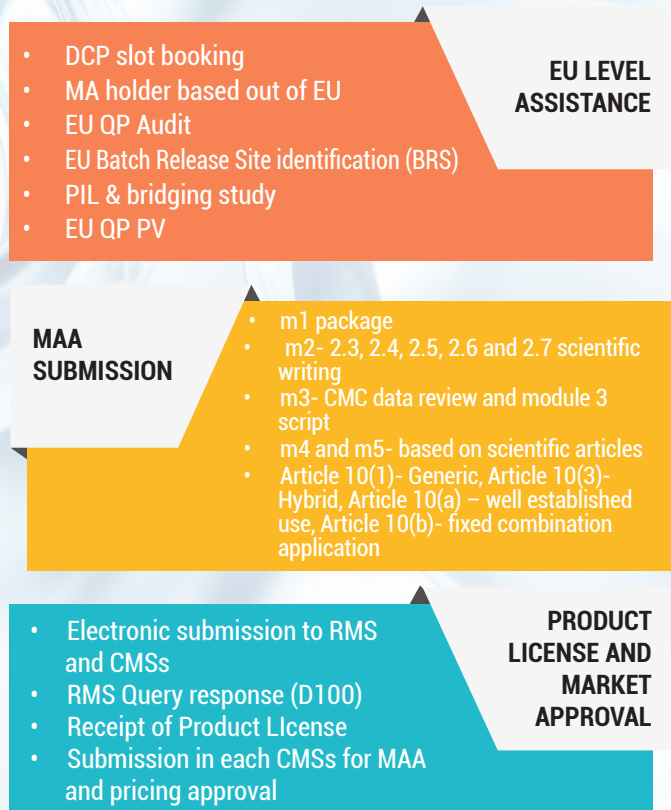 EU LEVEL
ASSISTANCE
• DCP slot booking
• MA holder based out of EU
• EU QP Audit
• EU Batch Release Site identification (BRS)
• PIL & bridging study
• EU QP PV
MAA
SUBMISSION
• m1 package
• m2- 2.3, 2.4, 2.5, 2.6 and 2.7 scientific
writing
• m3- CMC data review and module 3
script
• m4 and m5- based on scientific articles
• Article 10(1)- Generic, Article 10(3)-
Hybrid, Article 10(a) – well established
use, Article 10(b)- fixed combination
application
PRODUCT
LICENSE AND
MARKET
APPROVAL
• Electronic submission to RMS
and CMSs
• RMS Query response (D100)
• Receipt of Product LIcense
• Submission in each CMSs for MAA
and pricing approval